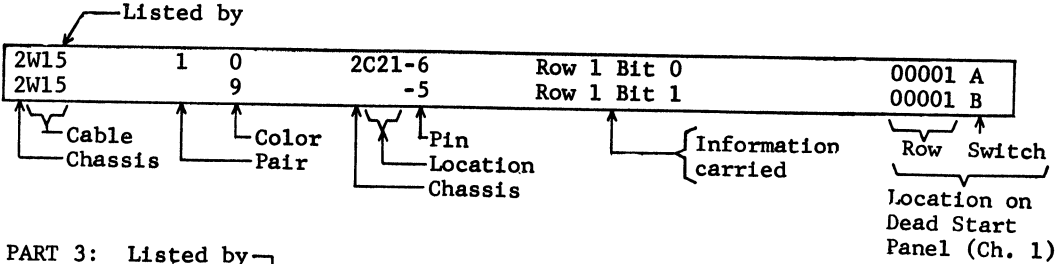 Listed by
2W15 1 0 2C21-6 Row 1 Bit 0 00001 A
2W15 9 -5 Row 1 Bit 1 00001 B
Cable Color Pin Information Row Switch
Chassis Pair Location carried
Chassis Location on
Dead Start
PART 3: Listed by Panel (Ch. 1)